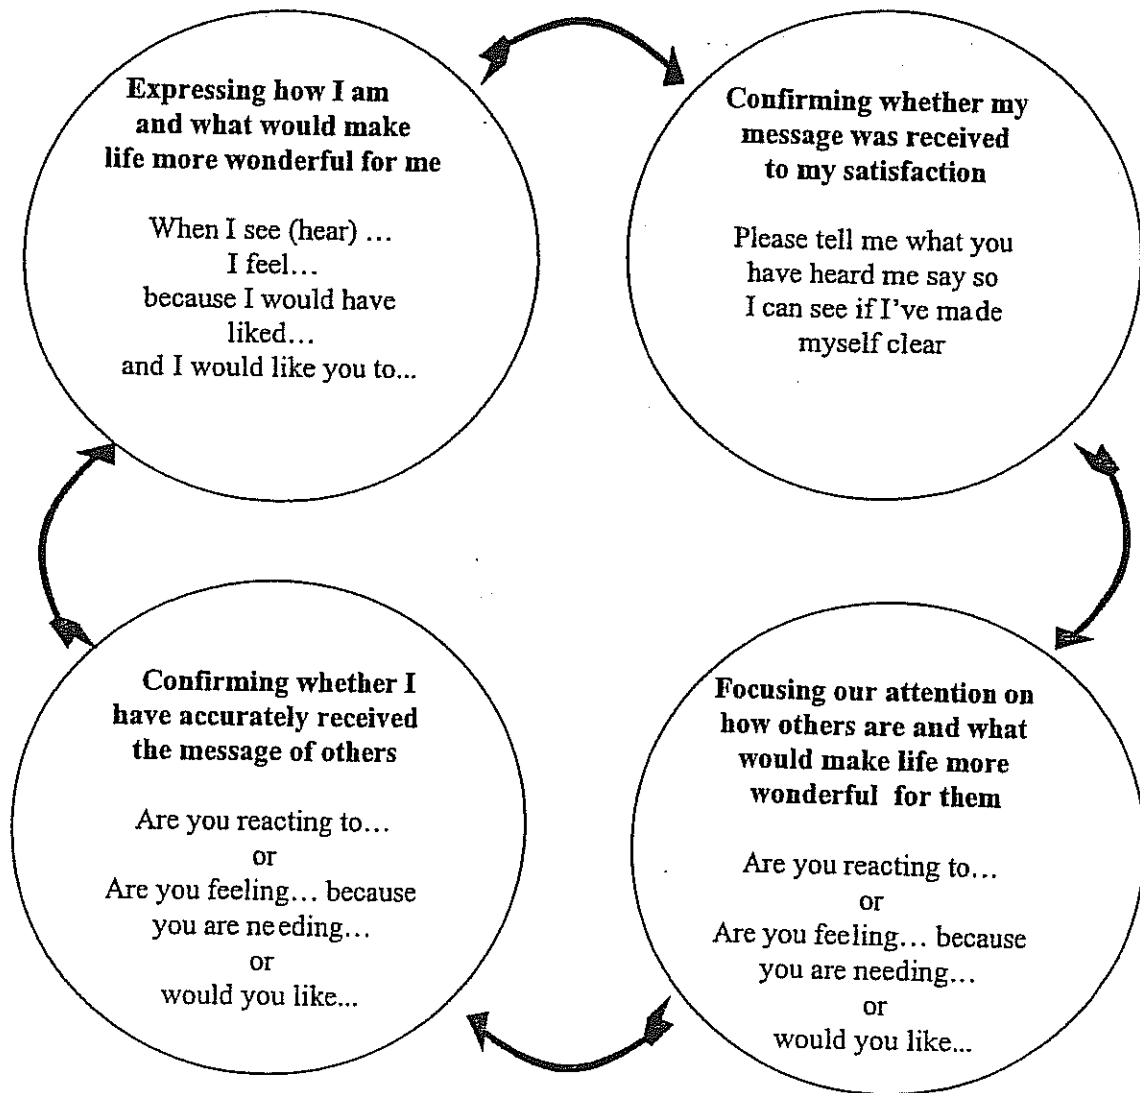 Expressing how I am
and what would make
life more wonderful for me
When I see (hear) ...
I feel...
because I would have
liked...
and I would like you to...
Confirming whether my
message was received
to my satisfaction
Please tell me what you
have heard me say so
I can see if I've made
myself clear
Confirming whether I
have accurately received
the message of others
Are you reacting to...
or
Are you feeling... because
you are needing...
or
would you like...
Focusing our attention on
how others are and what
would make life more
wonderful for them
Are you reacting to...
or
Are you feeling... because
you are needing...
or
would you like...